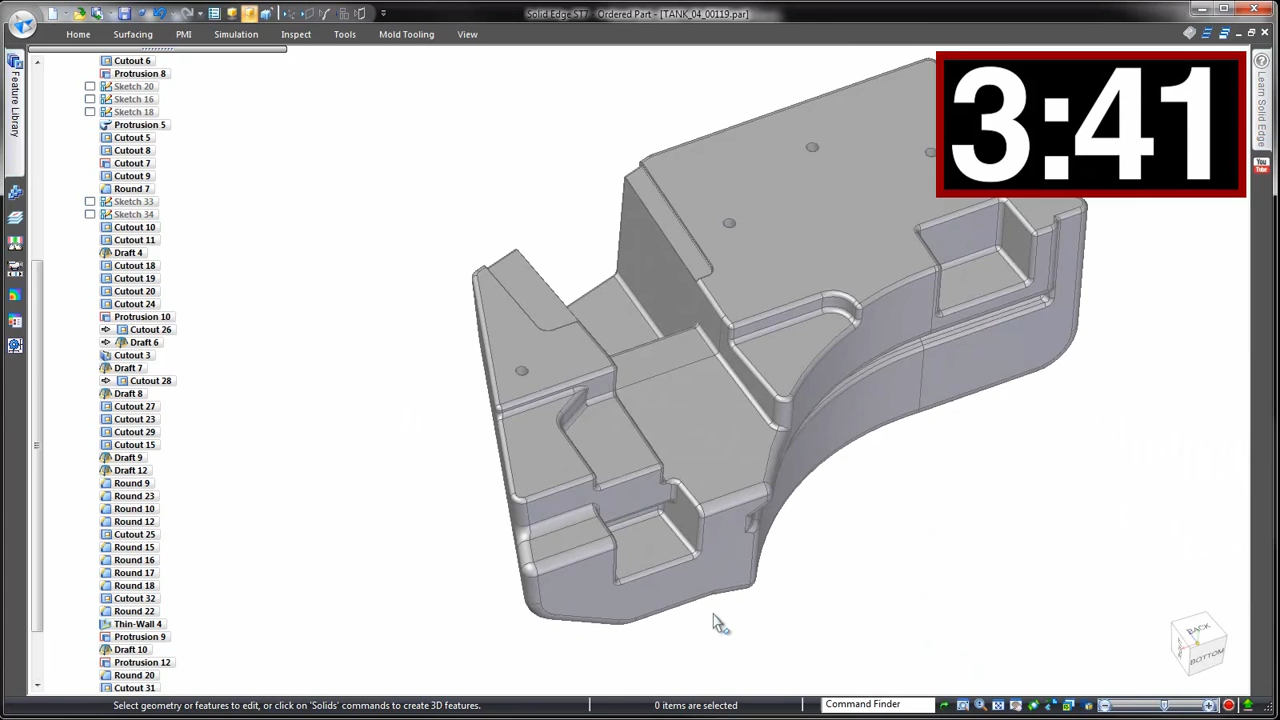 Solid Edge ST7 - Ordered Part - [TANK_04_00119.par]
Home Surfacing PMI Simulation Inspect Tools Mold Tooling View
3:41
Feature Library
Learn Solid Edge
You Tube
Cutout 6
Protrusion 8
Sketch 20
Sketch 16
Sketch 18
Protrusion 5
Cutout 5
Cutout 8
Cutout 7
Cutout 9
Round 7
Sketch 33
Sketch 34
Cutout 10
Cutout 11
Draft 4
Cutout 18
Cutout 19
Cutout 20
Cutout 24
Protrusion 10
Cutout 26
Draft 6
Cutout 3
Draft 7
Cutout 28
Draft 8
Cutout 27
Cutout 23
Cutout 29
Cutout 15
Draft 9
Draft 12
Round 9
Round 23
Round 10
Round 12
Cutout 25
Round 15
Round 16
Round 17
Round 18
Cutout 32
Round 22
Thin-Wall 4
Protrusion 9
Draft 10
Protrusion 12
Round 20
Cutout 31
BACK
BOTTOM
Select geometry or features to edit, or click on 'Solids' commands to create 3D features.
0 items are selected
Command Finder